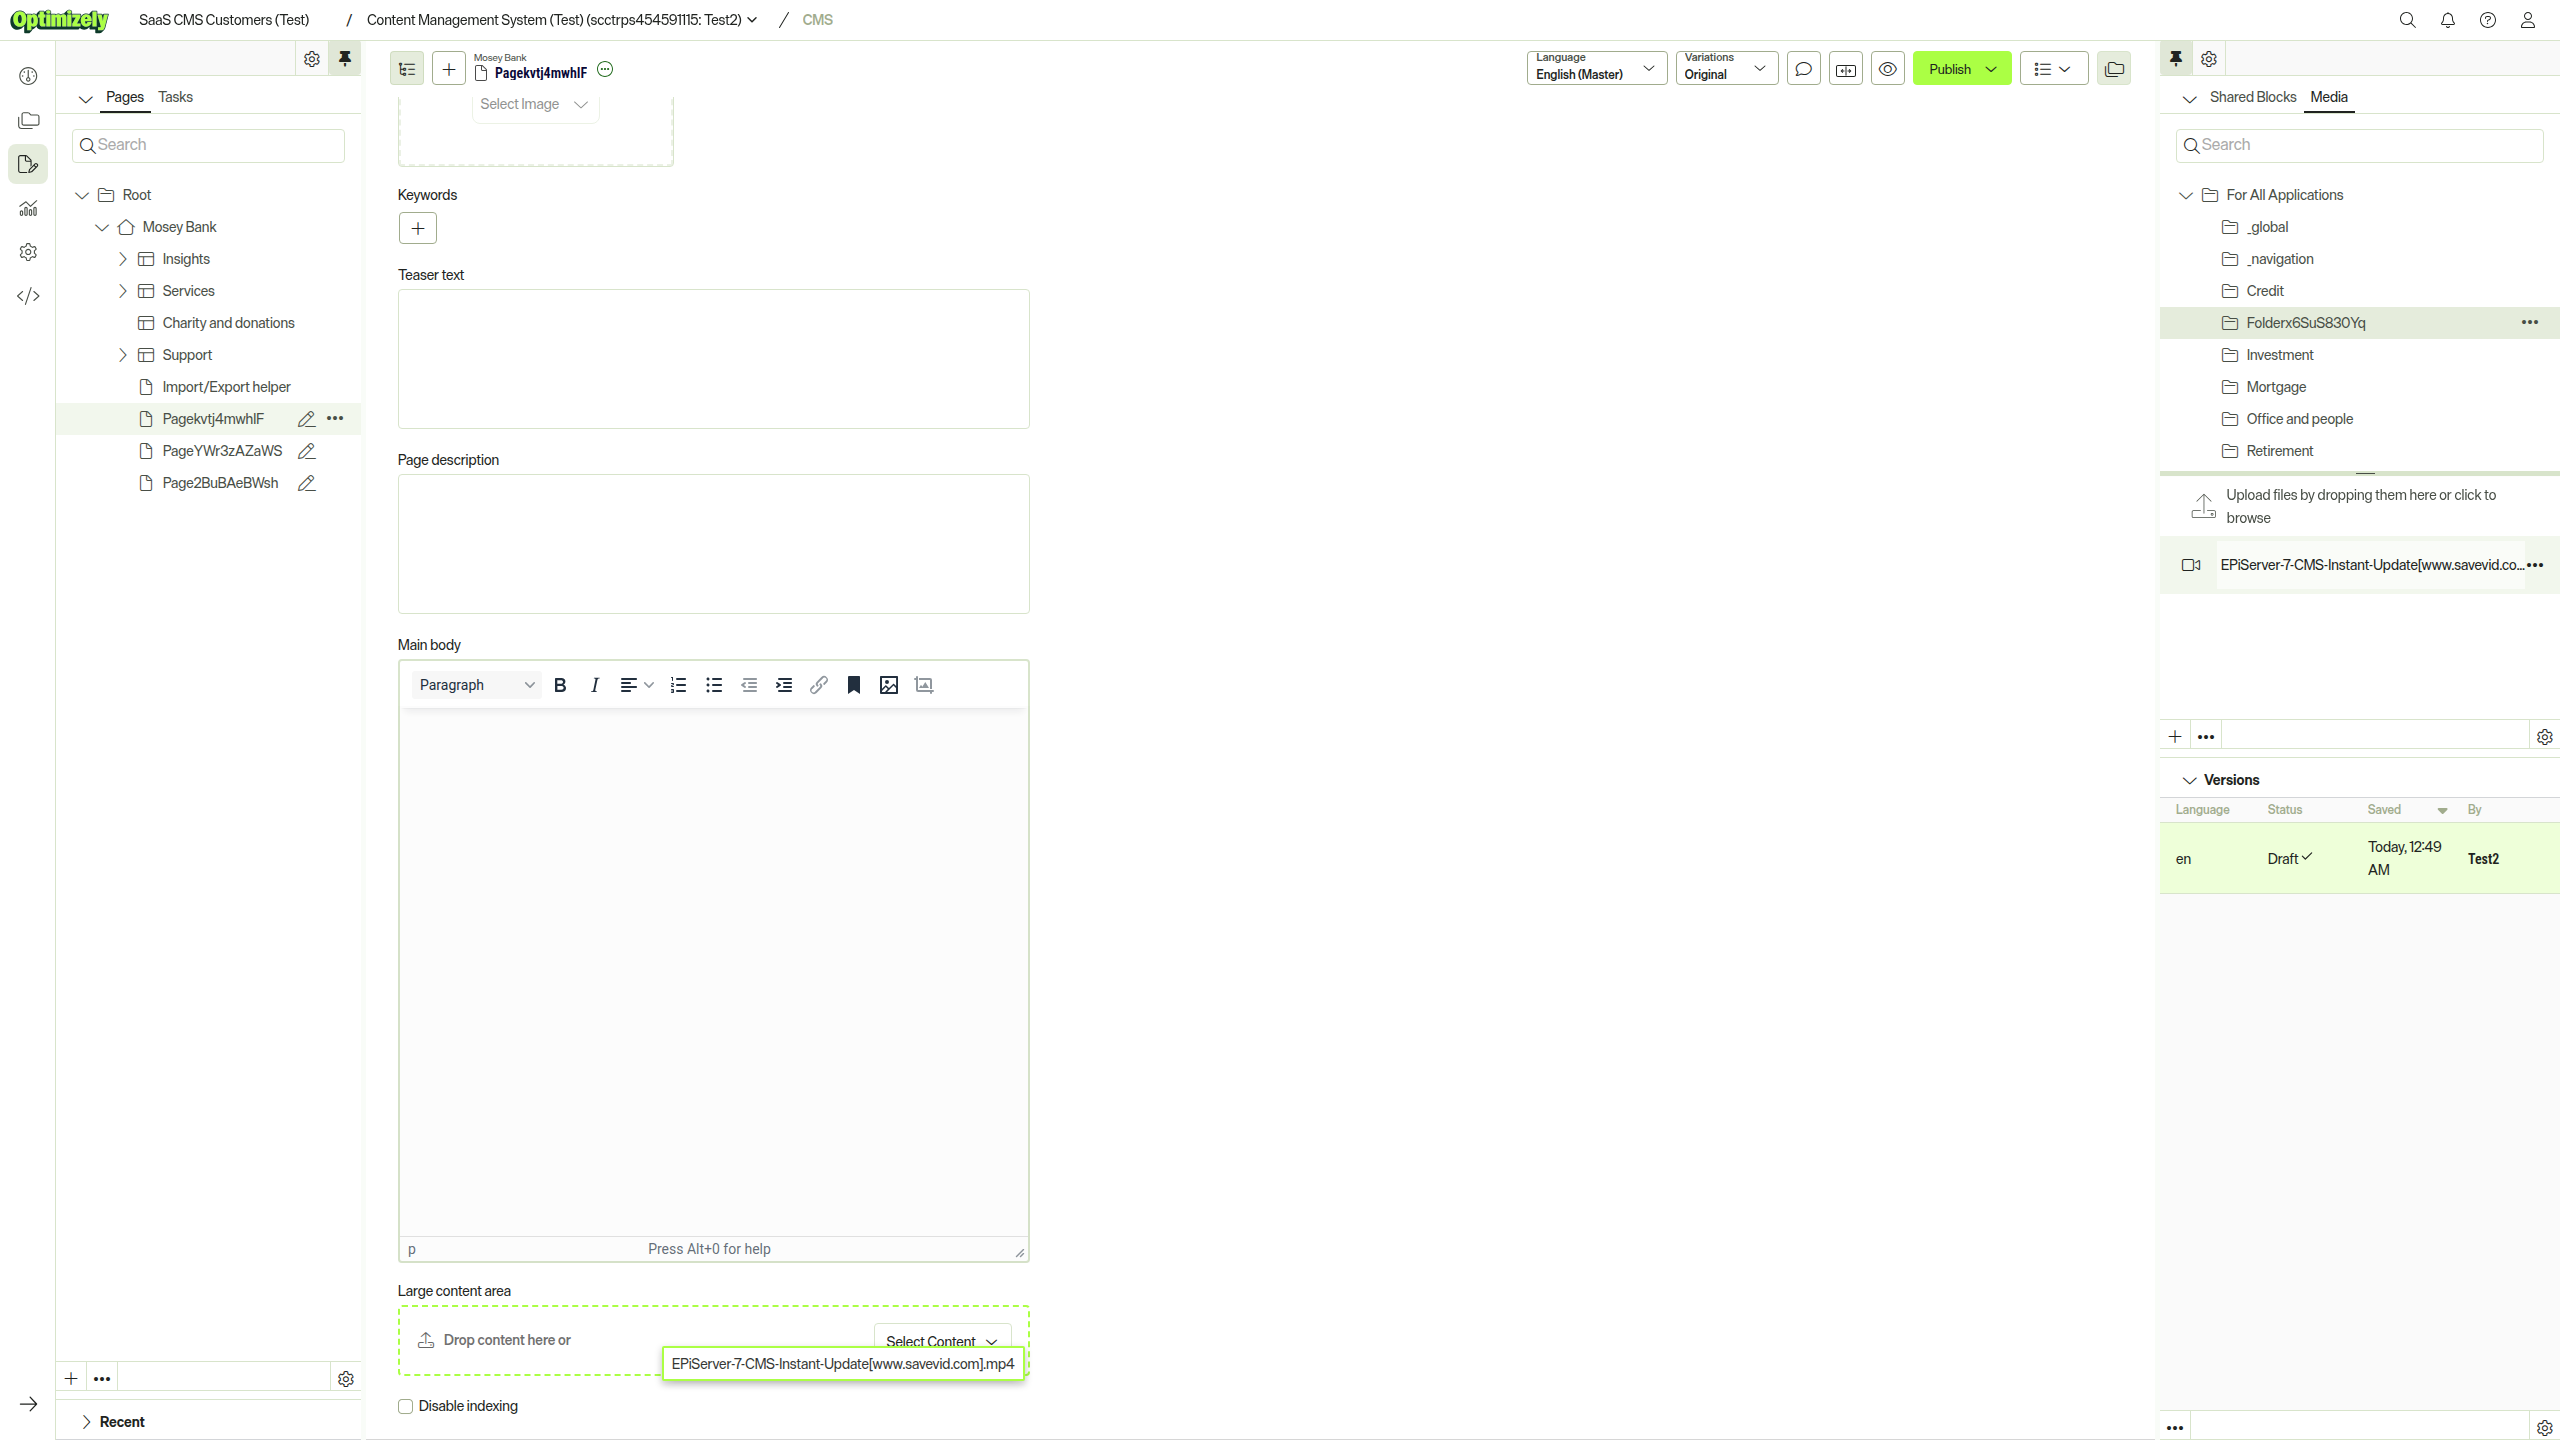 Optimizely
SaaS CMS Customers (Test) / Content Management System (Test) (scctrps454591115: Test2) / CMS
Pages Tasks
Search
Root
Mosey Bank
Insights
Services
Charity and donations
Support
Import/Export helper
Pagekvtj4mwhIF
PageYWr3zAZaWS
Page2BuBAeBWsh
Recent
Mosey Bank
Pagekvtj4mwhIF
Language
English (Master)
Variations
Original
Publish
Select Image
Keywords
Teaser text
Page description
Main body
Paragraph B I
p Press Alt+0 for help
Large content area
Drop content here or
Select Content
EPiServer-7-CMS-Instant-Update[www.savevid.com].mp4
Disable indexing
Shared Blocks Media
Search
For All Applications
_global
_navigation
Credit
Folderx6SuS830Yq
Investment
Mortgage
Office and people
Retirement
Upload files by dropping them here or click to
browse
EPiServer-7-CMS-Instant-Update[www.savevid.co...
Versions
Language Status Saved By
en Draft Today, 12:49 AM Test2